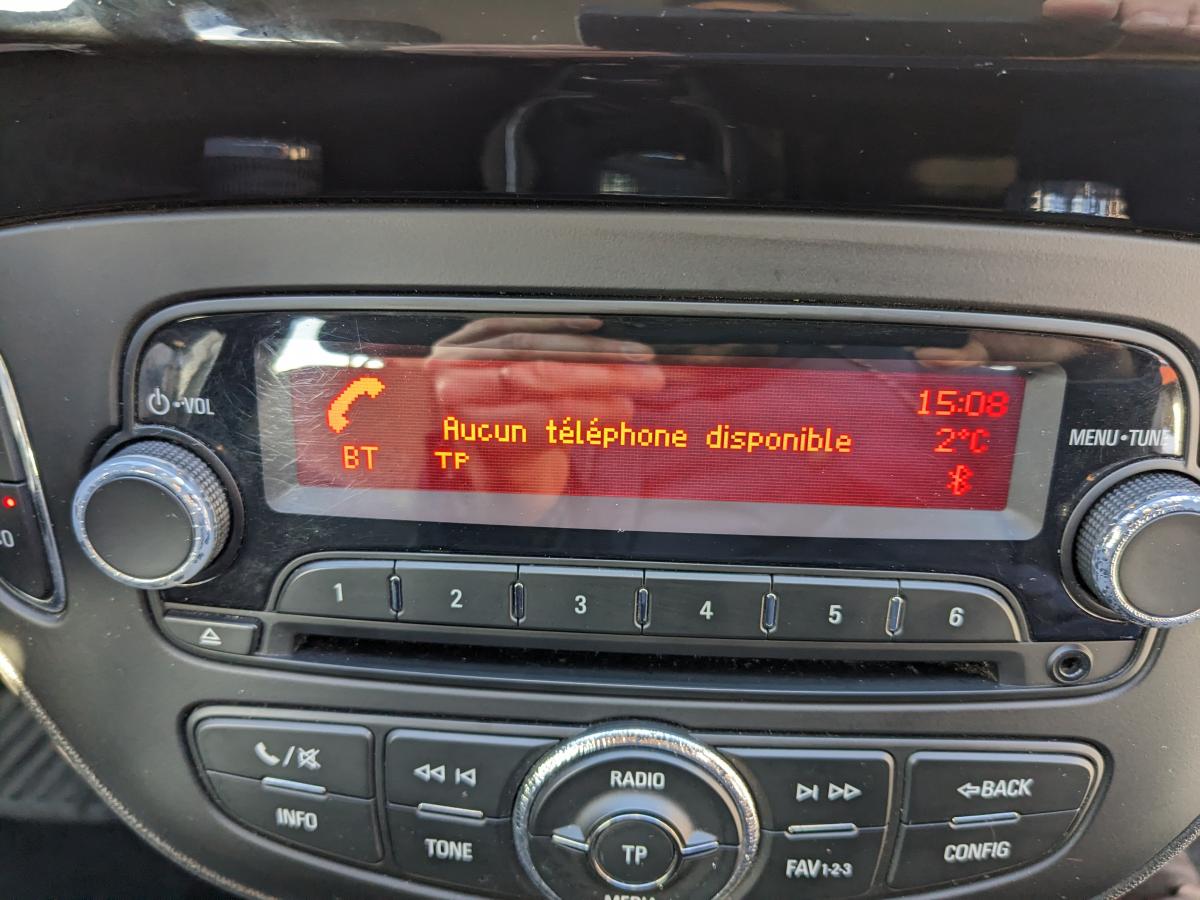 VOL
MENU•TUNE
15:08
Aucun téléphone disponible
2°C
BT
TP
1 2 3 4 5 6
RADIO
BACK
INFO
TONE
TP
FAV1-2-3
CONFIG